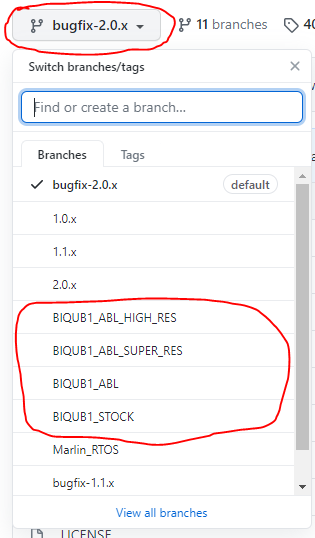 bugfix-2.0.x
11 branches
40
Switch branches/tags
Find or create a branch...
Branches
Tags
bugfix-2.0.x
default
1.0.x
1.1.x
2.0.x
BIQUB1_ABL_HIGH_RES
BIQUB1_ABL_SUPER_RES
BIQUB1_ABL
BIQUB1_STOCK
Marlin_RTOS
bugfix-1.1.x
View all branches
LICENSE